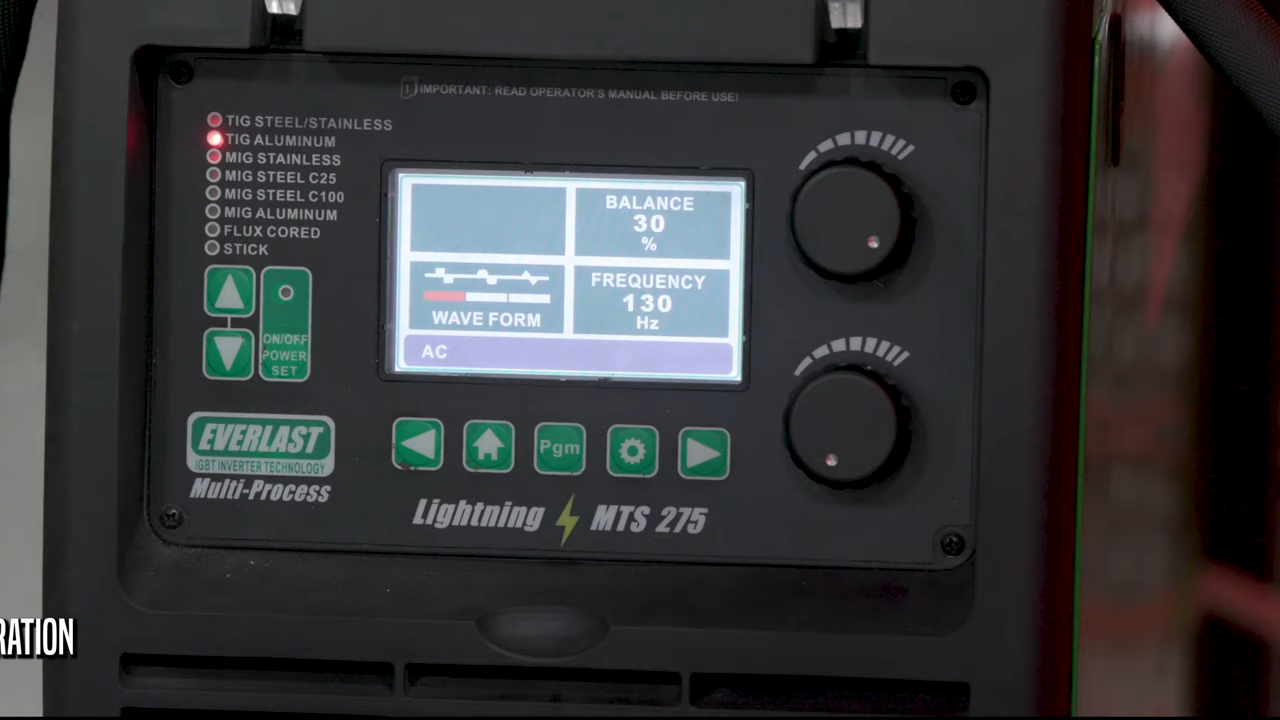 IMPORTANT: READ OPERATOR'S MANUAL BEFORE USE!
TIG STEEL/STAINLESS
TIG ALUMINUM
MIG STAINLESS
MIG STEEL C25
MIG STEEL C100
MIG ALUMINUM
FLUX CORED
STICK
ON/OFF
POWER
SET
BALANCE
30
%
WAVE FORM
FREQUENCY
130
Hz
AC
EVERLAST
IGBT INVERTER TECHNOLOGY
Multi-Process
Pgm
Lightning MTS 275
RATION